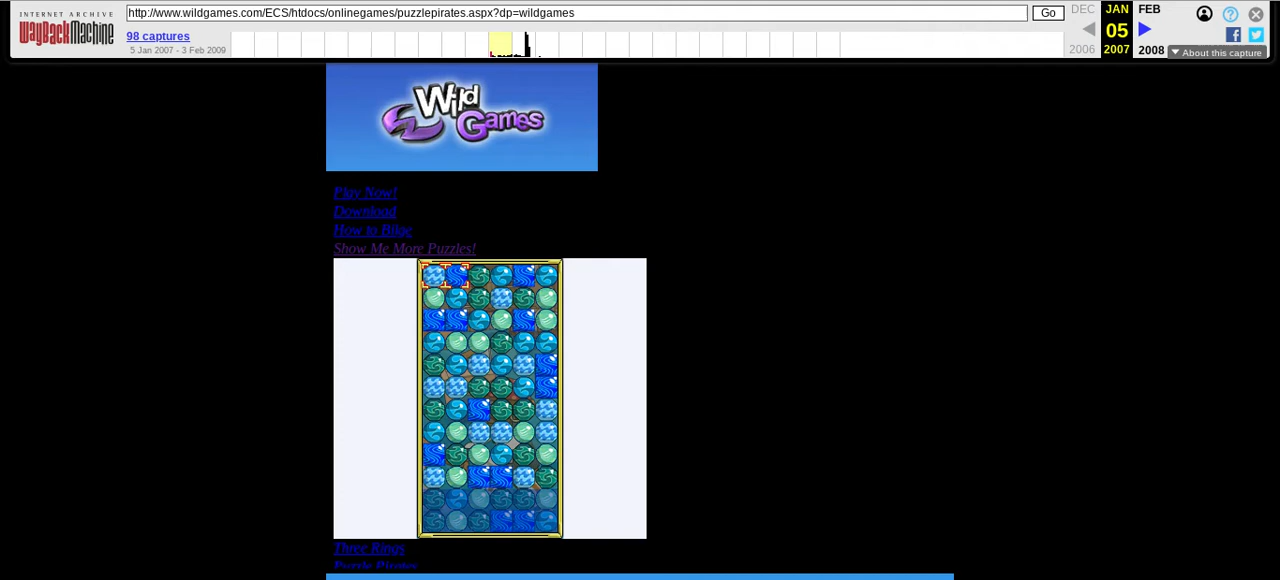 INTERNET ARCHIVE
WayBackMachine
http://www.wildgames.com/ECS/htdocs/onlinegames/puzzlepirates.aspx?dp=wildgames
Go
98 captures
5 Jan 2007 - 3 Feb 2009
DEC
JAN
FEB
05
2006
2007
2008
About this capture
Wild
Games
Play Now!
Download
How to Bilge
Show Me More Puzzles!
Three Rings
Puzzle Pirates